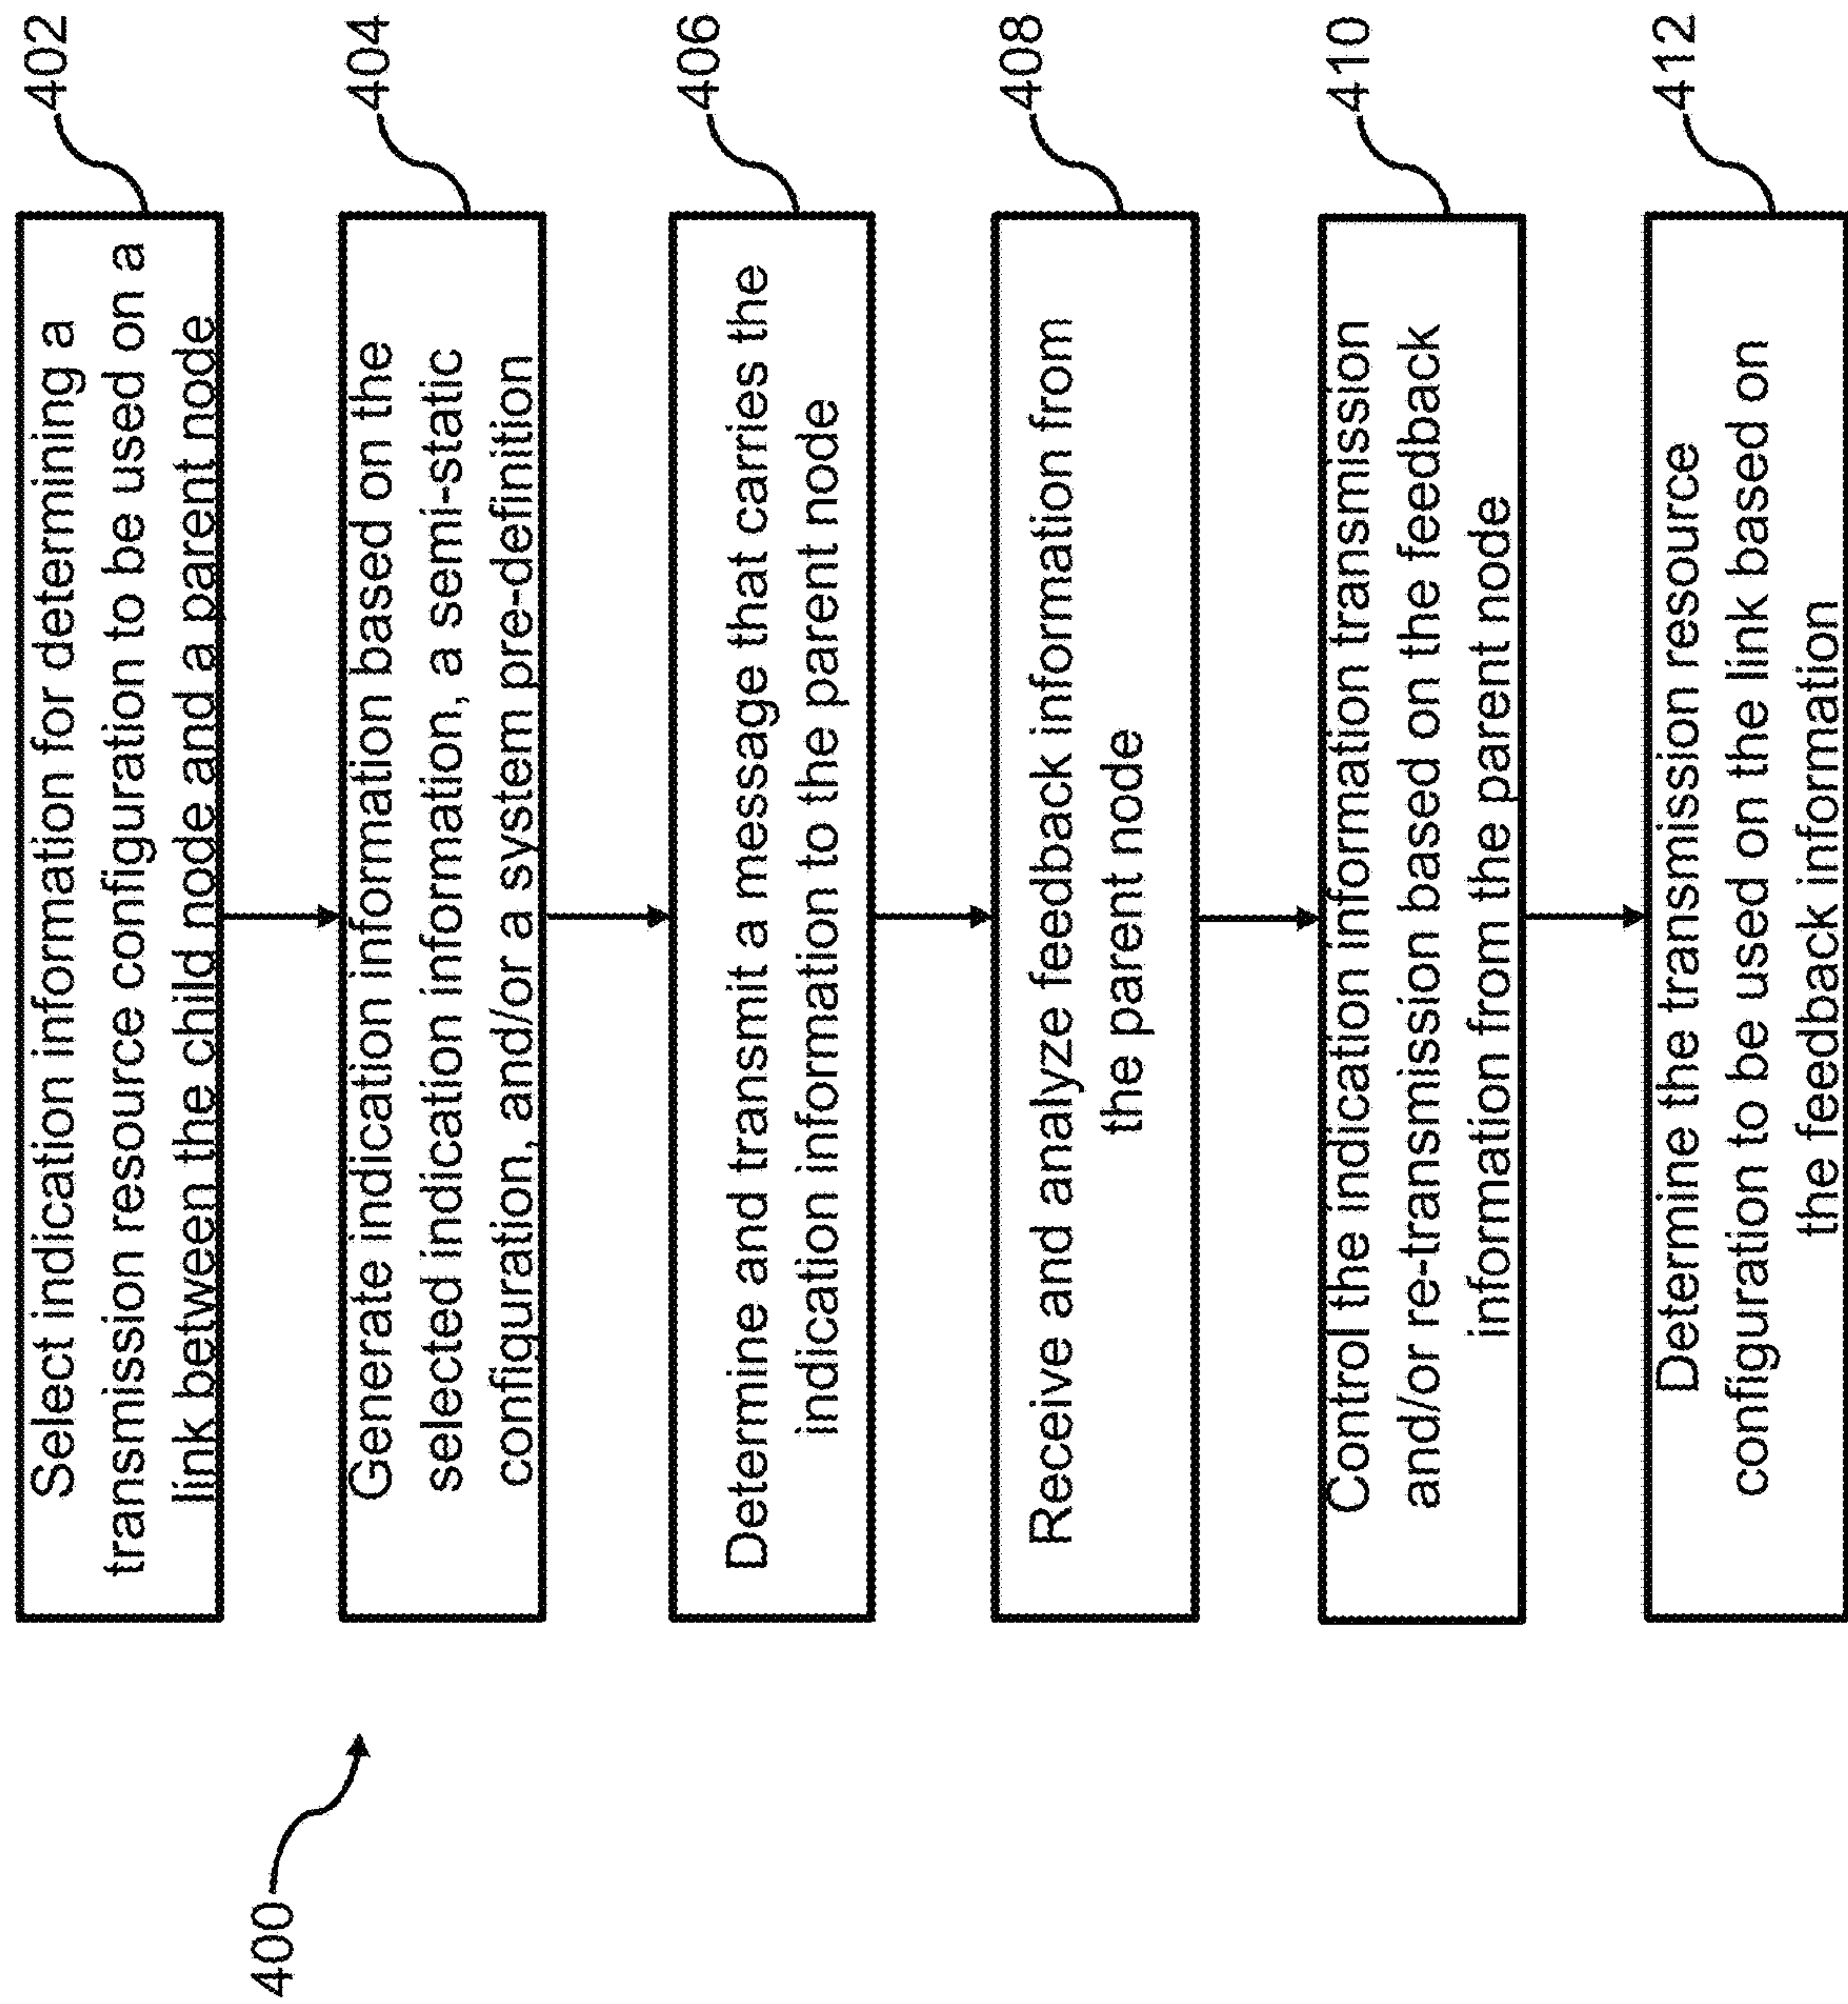 400
402
Select indication information for determining a
transmission resource configuration to be used on a
link between the child node and a parent node
404
Generate indication information based on the
selected indication information, a semi-static
configuration, and/or a system pre-definition
406
Determine and transmit a message that carries the
indication information to the parent node
408
Receive and analyze feedback information from
the parent node
410
Control the indication information transmission
and/or re-transmission based on the feedback
information from the parent node
412
Determine the transmission resource
configuration to be used on the link based on
the feedback information